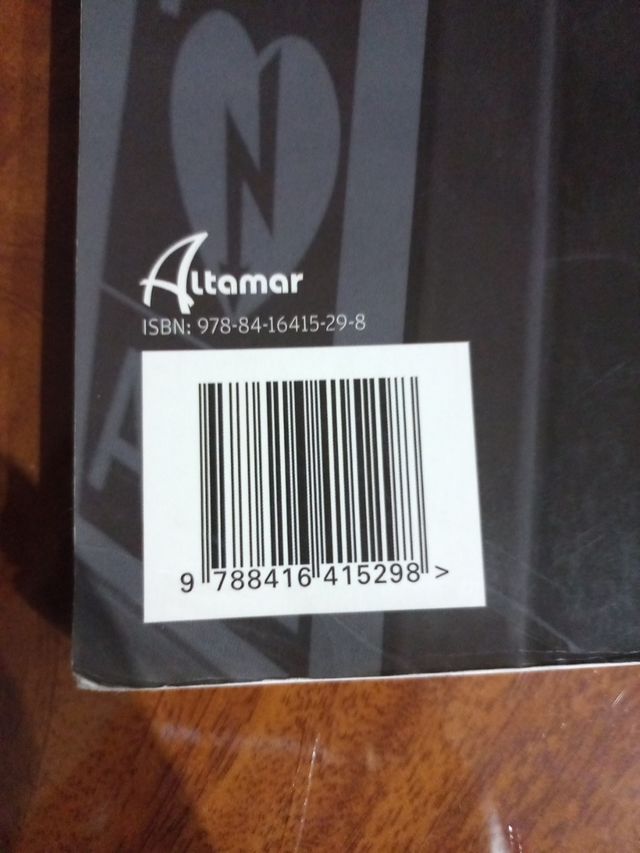 N
Altamar
ISBN: 978-84-16415-29-8
A
9 788416 415298 >